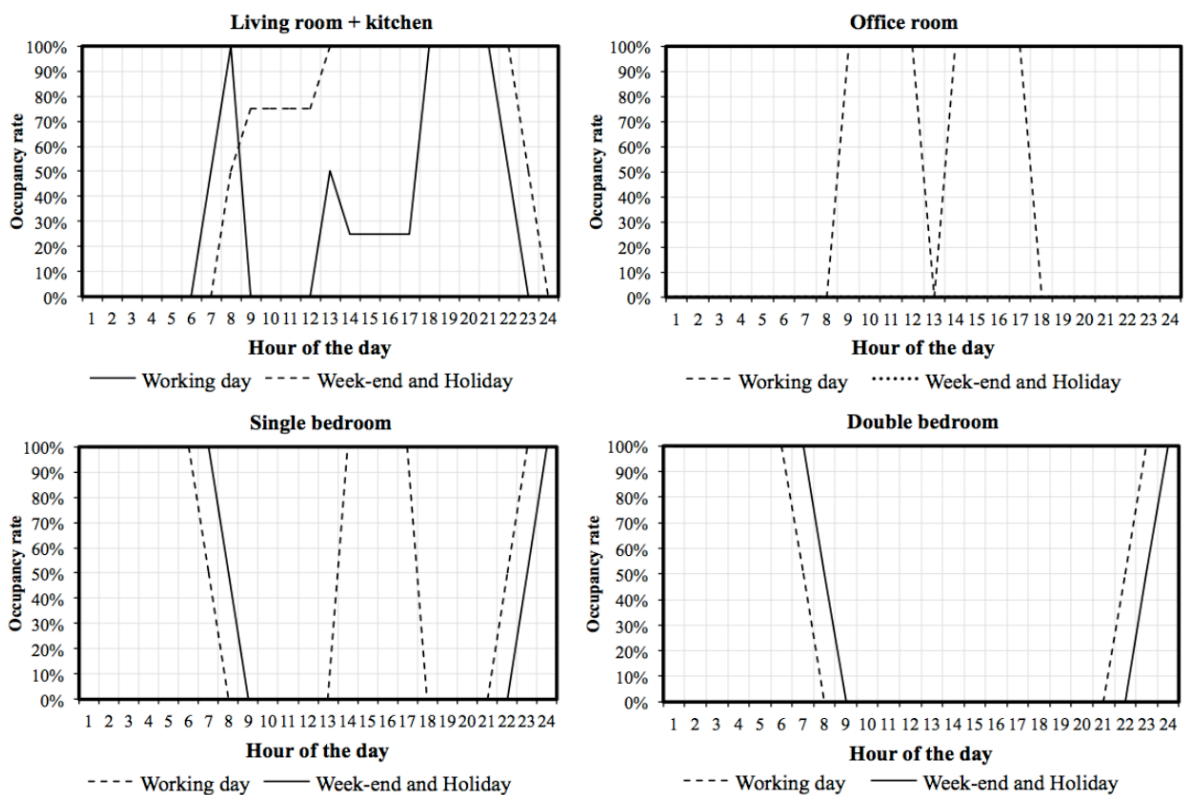 Living room + kitchen
Occupancy rate
100%
90%
80%
70%
60%
50%
40%
30%
20%
10%
0%
1 2 3 4 5 6 7 8 9 10 11 12 13 14 15 16 17 18 19 20 21 22 23 24
Hour of the day
Working day Week-end and Holiday
Office room
Occupancy rate
100%
90%
80%
70%
60%
50%
40%
30%
20%
10%
0%
1 2 3 4 5 6 7 8 9 10 11 12 13 14 15 16 17 18 19 20 21 22 23 24
Hour of the day
Working day Week-end and Holiday
Single bedroom
Occupancy rate
100%
90%
80%
70%
60%
50%
40%
30%
20%
10%
0%
1 2 3 4 5 6 7 8 9 10 11 12 13 14 15 16 17 18 19 20 21 22 23 24
Hour of the day
Working day Week-end and Holiday
Double bedroom
Occupancy rate
100%
90%
80%
70%
60%
50%
40%
30%
20%
10%
0%
1 2 3 4 5 6 7 8 9 10 11 12 13 14 15 16 17 18 19 20 21 22 23 24
Hour of the day
Working day Week-end and Holiday